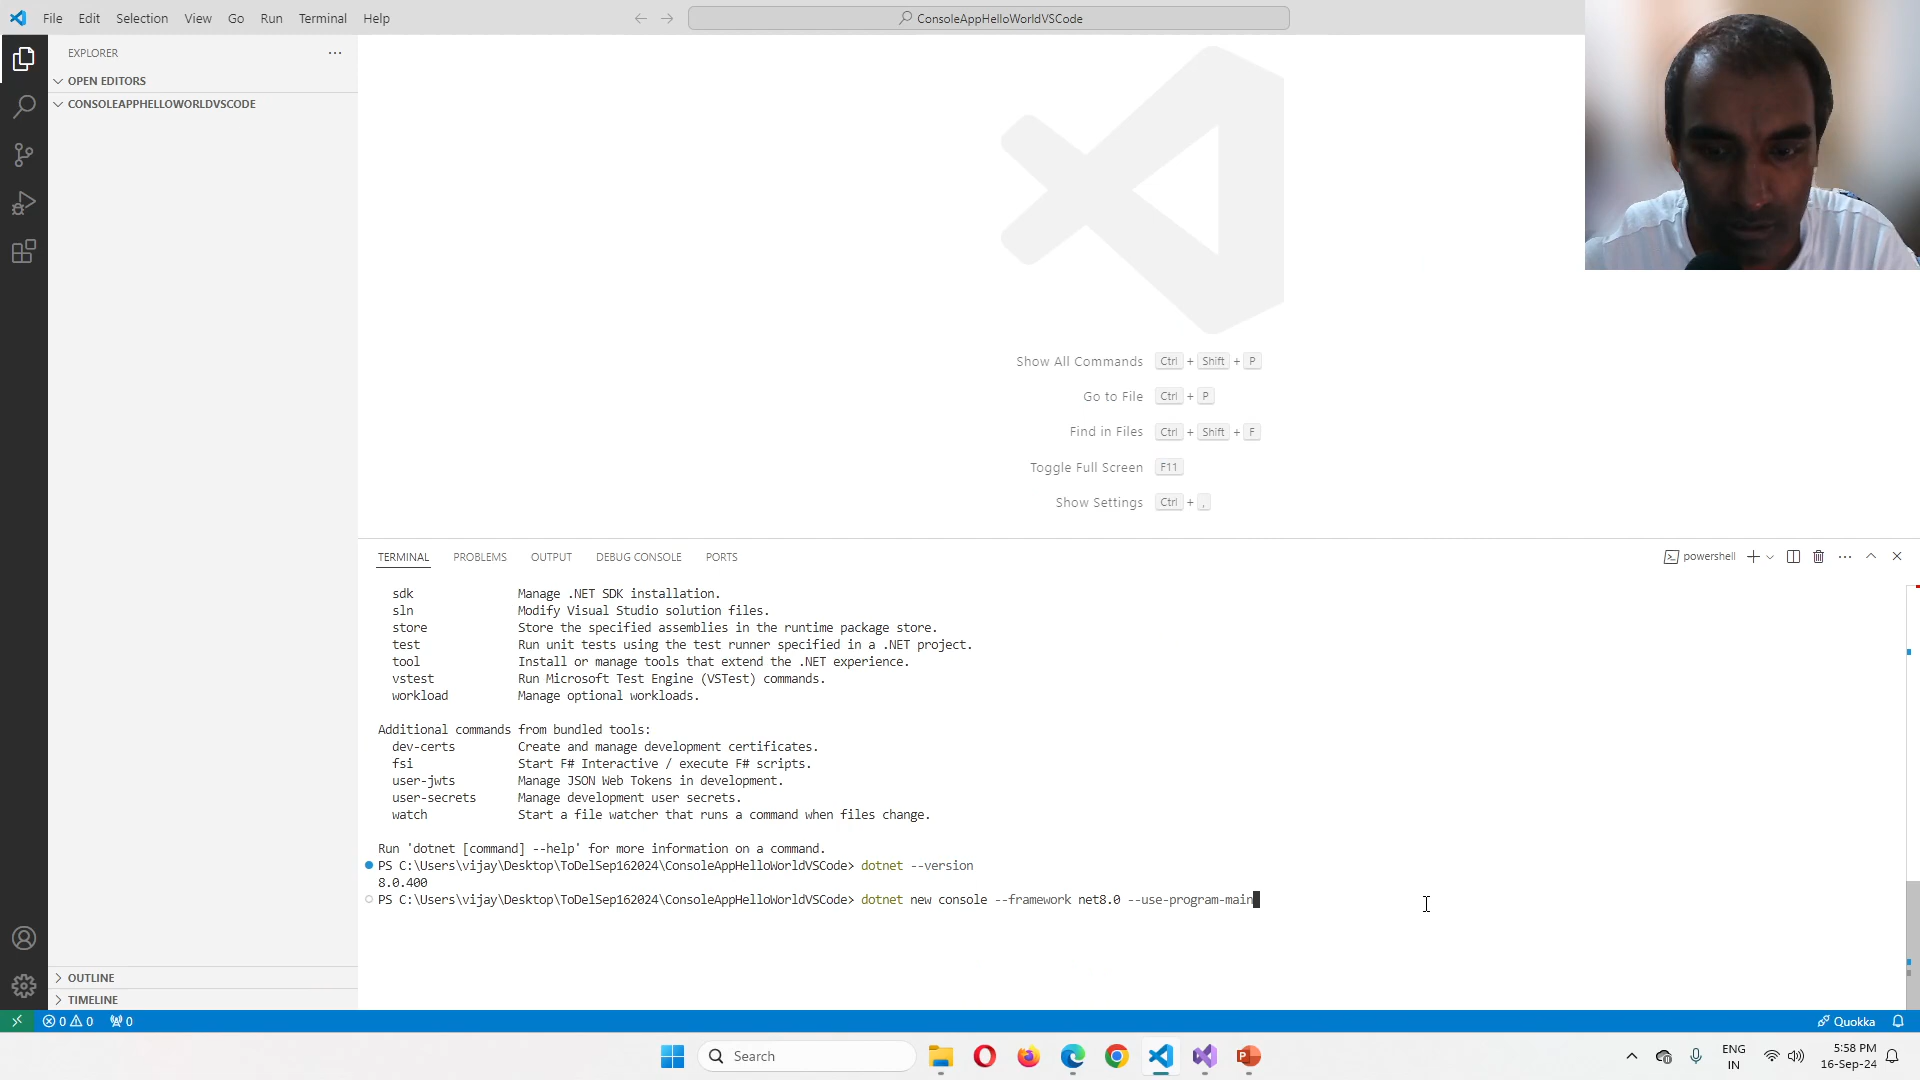 File Edit Selection View Go Run Terminal Help
ConsoleAppHelloWorldVSCode
EXPLORER
OPEN EDITORS
CONSOLEAPPHELLOWORLDVSCODE
Show All Commands Ctrl + Shift + P
Go to File Ctrl + P
Find in Files Ctrl + Shift + F
Toggle Full Screen F11
Show Settings Ctrl + ,
TERMINAL PROBLEMS OUTPUT DEBUG CONSOLE PORTS
powershell
sdk Manage .NET SDK installation.
sln Modify Visual Studio solution files.
store Store the specified assemblies in the runtime package store.
test Run unit tests using the test runner specified in a .NET project.
tool Install or manage tools that extend the .NET experience.
vstest Run Microsoft Test Engine (VSTest) commands.
workload Manage optional workloads.
Additional commands from bundled tools:
dev-certs Create and manage development certificates.
fsi Start F# Interactive / execute F# scripts.
user-jwts Manage JSON Web Tokens in development.
user-secrets Manage development user secrets.
watch Start a file watcher that runs a command when files change.
Run 'dotnet [command] --help' for more information on a command.
PS C:\Users\vijay\Desktop\ToDelSep162024\ConsoleAppHelloWorldVSCode> dotnet --version
8.0.400
PS C:\Users\vijay\Desktop\ToDelSep162024\ConsoleAppHelloWorldVSCode> dotnet new console --framework net8.0 --use-program-main
OUTLINE
TIMELINE
0 0 0
Quokka
Search
ENG
IN
5:58 PM
16-Sep-24